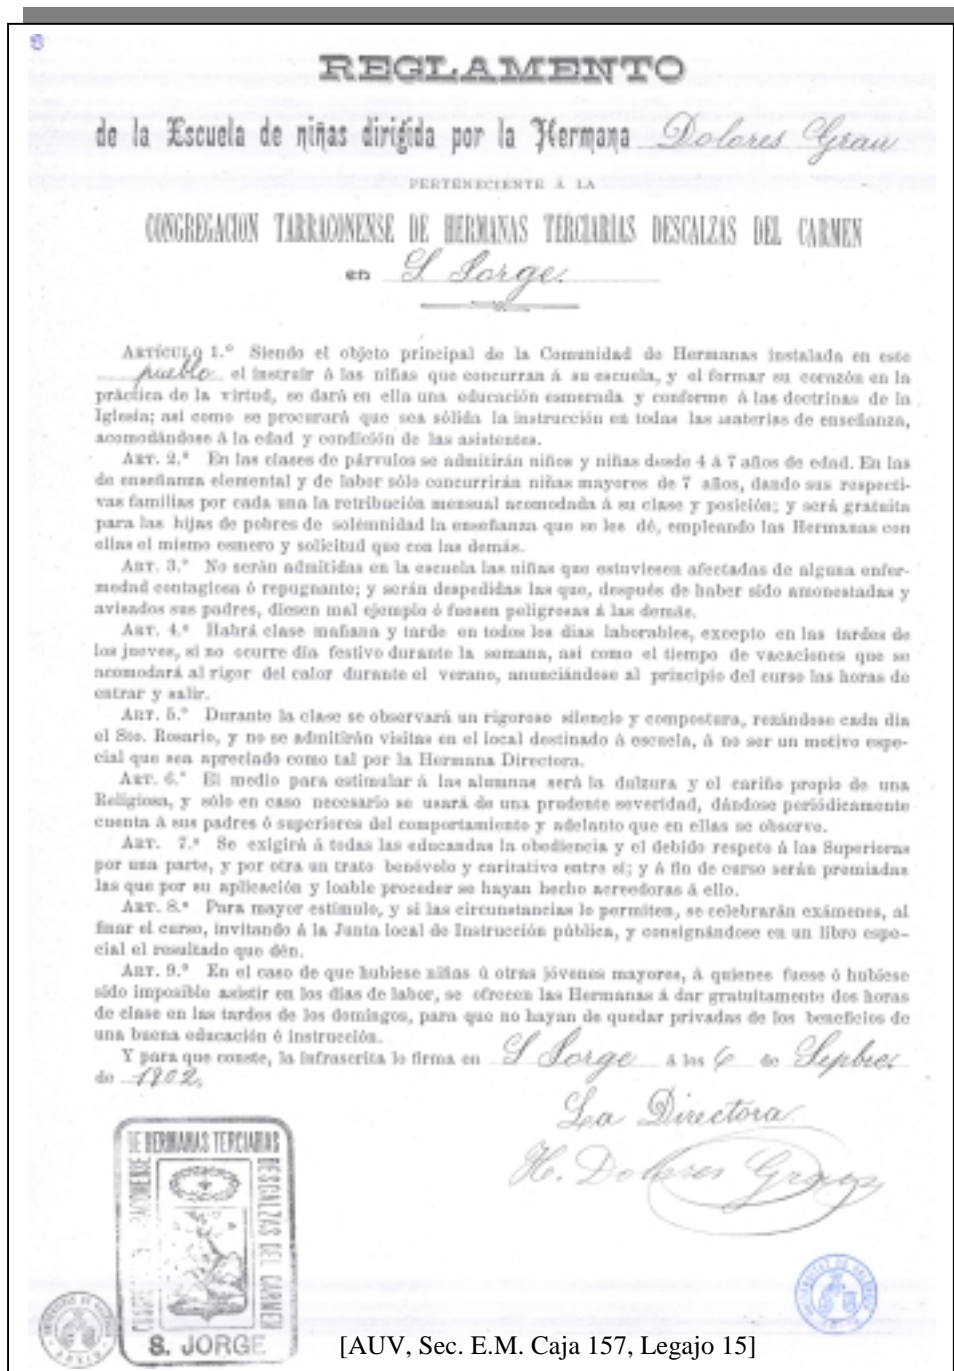 REGLAMENTO
de la Escuela de niñas dirigida por la Hermana Dolores Grau
PERTENECIENTE Á LA
CONGREGACION TARRACONENSE DE HERMANAS TERCIARIAS DESCALZAS DEL CARMEN
en S Jorge.
ARTÍCULO 1.º Siendo el objeto principal de la Comunidad de Hermanas instalada en este
pueblo el instruir á las niñas que concurran á su escuela, y el formar su corazón en la
práctica de la virtud, se dará en ella una educación esmerada y conforme á las doctrinas de la
Iglesia; así como se procurará que sea sólida la instrucción en todas las materias de enseñanza,
acomodándose á la edad y condición de las asistentes.
ART. 2.º En las clases de párvulos se admitirán niños y niñas desde 4 á 7 años de edad. En las
de enseñanza elemental y de labor sólo concurrirán niñas mayores de 7 años, dando sus respecti-
vas familias por cada una la retribución mensual acomodada á su clase y posición; y será gratuita
para las hijas de pobres de solemnidad la enseñanza que se les dé, empleando las Hermanas con
ellas el mismo esmero y solicitud que con las demás.
ART. 3.º No serán admitidas en la escuela las niñas que estuviesen afectadas de alguna enfer-
medad contagiosa ó repugnante; y serán despedidas las que, después de haber sido amonestadas y
avisados sus padres, diesen mal ejemplo ó fuesen peligrosas á las demás.
ART. 4.º Habrá clase mañana y tarde en todos los días laborables, excepto en las tardes de
los jueves, si no ocurre día festivo durante la semana, así como el tiempo de vacaciones que se
acomodará al rigor del calor durante el verano, anunciándose al principio del curso las horas de
entrar y salir.
ART. 5.º Durante la clase se observará un rigoroso silencio y compostura, rezándose cada día
el Sto. Rosario, y no se admitirán visitas en el local destinado á escuela, á no ser un motivo espe-
cial que sea apreciado como tal por la Hermana Directora.
ART. 6.º El medio para estimular á las alumnas será la dulzura y el cariño propio de una
Religiosa, y sólo en caso necesario se usará de una prudente severidad, dándose periódicamente
cuenta á sus padres ó superiores del comportamiento y adelanto que en ellas se observe.
ART. 7.º Se exigirá á todas las educandas la obediencia y el debido respeto á las Superioras
por una parte, y por otra un trato benévolo y caritativo entre sí; y á fin de curso serán premiadas
las que por su aplicación y loable proceder se hayan hecho acreedoras á ello.
ART. 8.º Para mayor estímulo, y si las circunstancias lo permiten, se celebrarán exámenes, al
finar el curso, invitando á la Junta local de Instrucción pública, y consignándose en un libro espe-
cial el resultado que dén.
ART. 9.º En el caso de que hubiese niñas ú otras jóvenes mayores, á quienes fuese ó hubiese
sido imposible asistir en los días de labor, se ofrecen las Hermanas á dar gratuitamente dos horas
de clase en las tardes de los domingos, para que no hayan de quedar privadas de los beneficios de
una buena educación é instrucción.
Y para que conste, la infrascrita lo firma en S Jorge á los 6 de Sepbre.
de 1902.
La Directora
H. Dolores Grau
DE HERMANAS TERCIARIAS
DESCALZAS DEL CARMEN
S. JORGE
[AUV, Sec. E.M. Caja 157, Legajo 15]